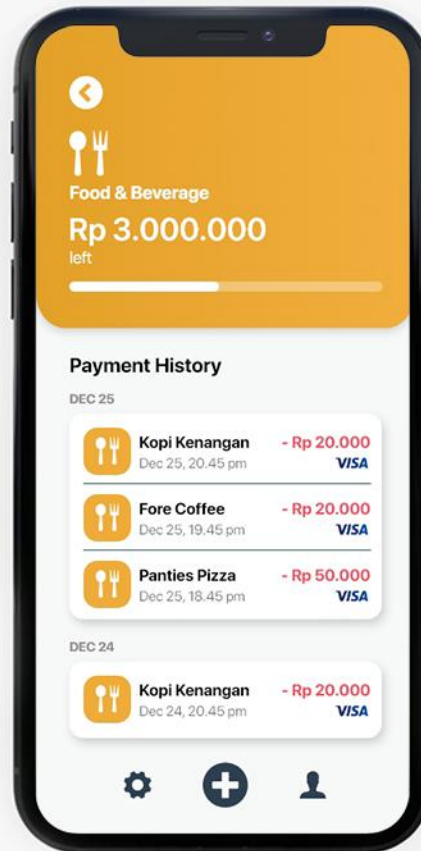 Food & Beverage
Rp 3.000.000
left
Payment History
DEC 25
Kopi Kenangan - Rp 20.000
Dec 25, 20.45 pm VISA
Fore Coffee - Rp 20.000
Dec 25, 19.45 pm VISA
Panties Pizza - Rp 50.000
Dec 25, 18.45 pm VISA
DEC 24
Kopi Kenangan - Rp 20.000
Dec 24, 20.45 pm VISA